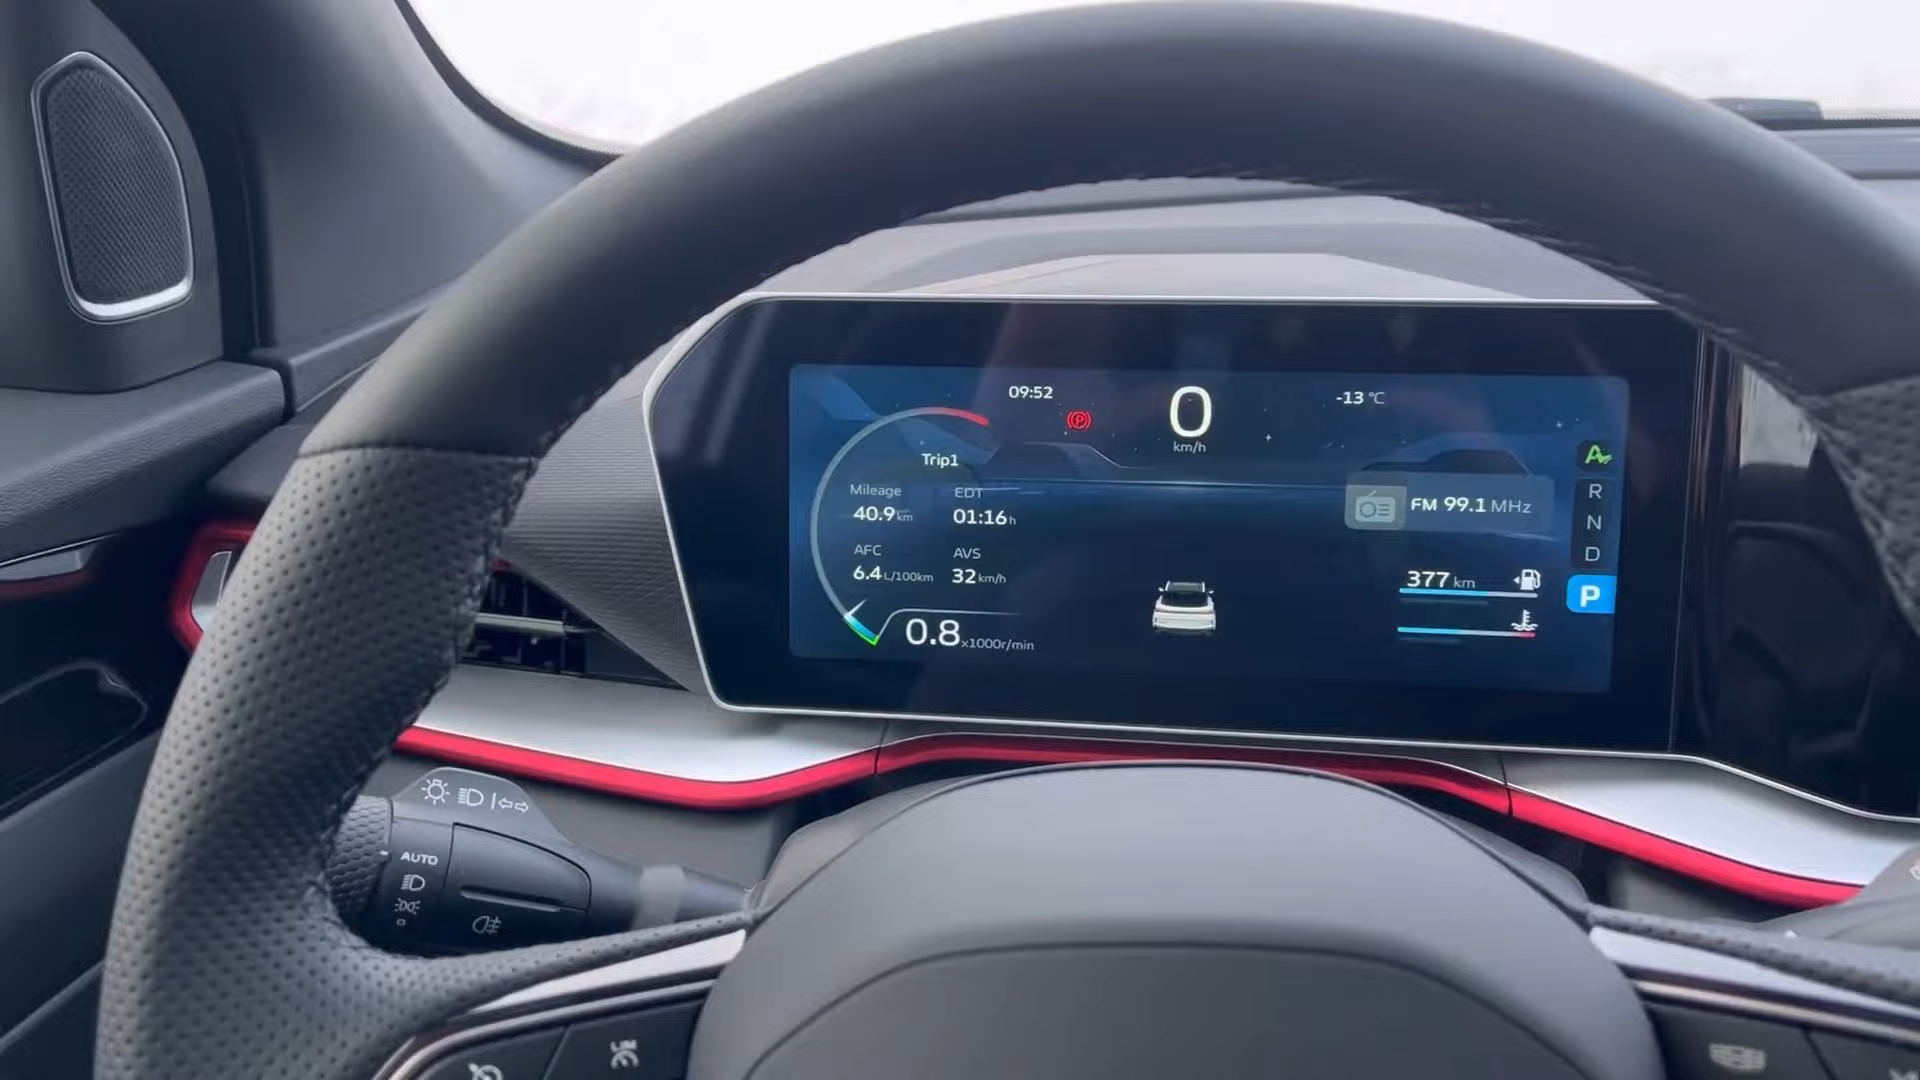 09:52
0
km/h
-13 °C
Trip1
Mileage
EDT
40.9 km
01:16 h
AFC
AVS
6.4 L/100km
32 km/h
0.8 x1000r/min
FM 99.1 MHz
377 km
A
R
N
D
P
AUTO
LIM